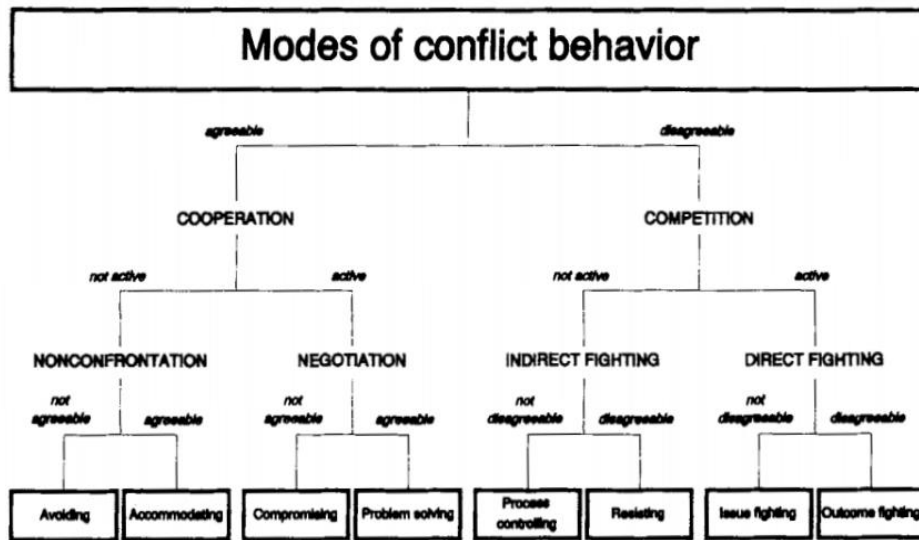 Modes of conflict behavior
agreeable disagreeable
COOPERATION COMPETITION
not active active not active active
NONCONFRONTATION NEGOTIATION INDIRECT FIGHTING DIRECT FIGHTING
not not not not
agreeable agreeable agreeable agreeable disagreeable disagreeable disagreeable disagreeable
Avoiding Accommodating Compromising Problem solving Process Resisting Issue fighting Outcome fighting
controlling